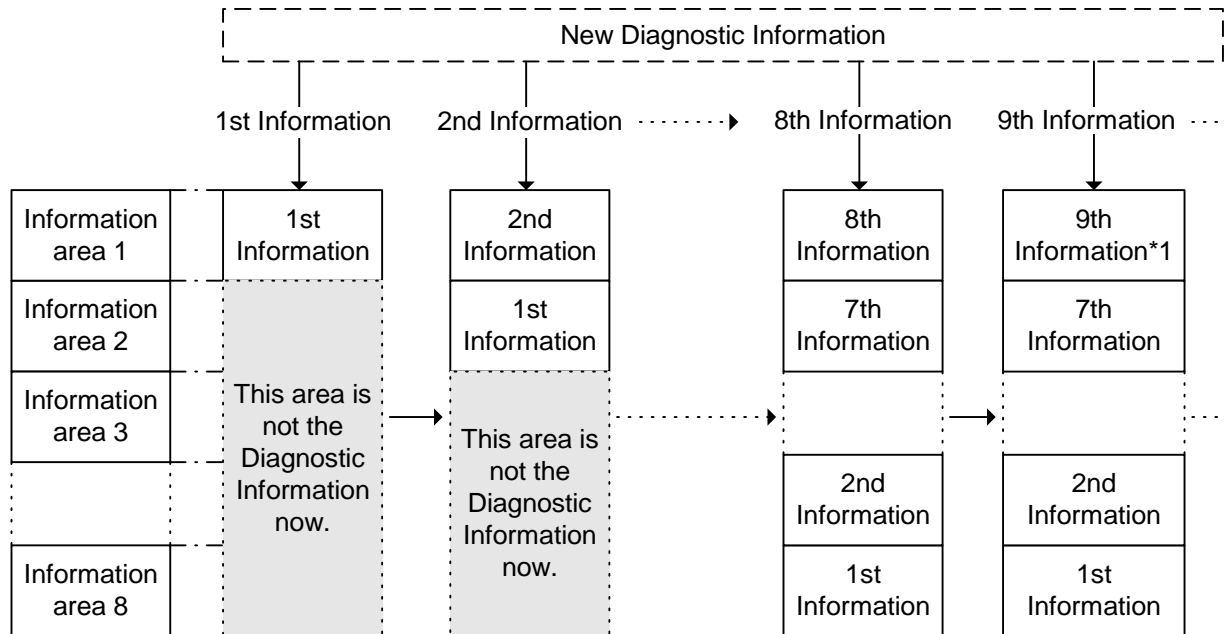 New Diagnostic Information
1st Information
2nd Information
8th Information
9th Information
Information
area 1
1st
Information
2nd
Information
8th
Information
9th
Information*1
Information
area 2
1st
Information
7th
Information
7th
Information
Information
area 3
This area is
not the
Diagnostic
Information
now.
This area is
not the
Diagnostic
Information
now.
2nd
Information
2nd
Information
Information
area 8
1st
Information
1st
Information